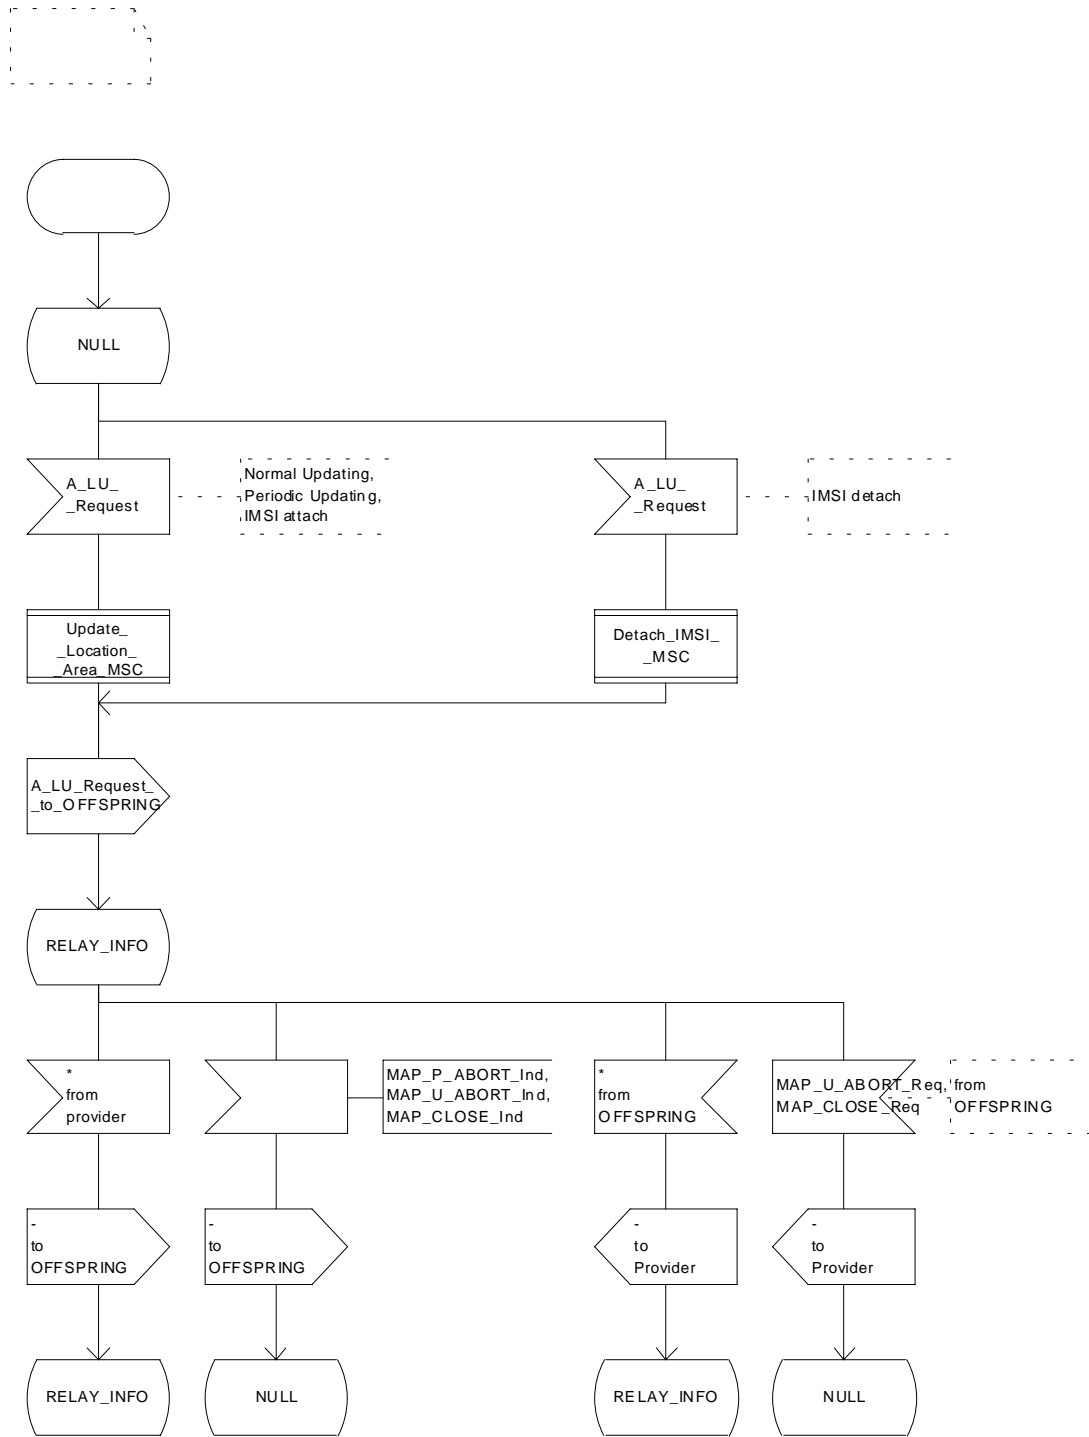 NULL
A_LU_
_Request
Normal Updating,
Periodic Updating,
IMSI attach
A_LU_
_Request
IMSI detach
Update_
_Location_
_Area_MSC
Detach_IMSI_
_MSC
A_LU_Request_
_to_OFFSPRING
RELAY_INFO
*
from
provider
MAP_P_ABORT_Ind,
MAP_U_ABORT_Ind,
MAP_CLOSE_Ind
*
from
OFFSPRING
MAP_U_ABORT_Req,
MAP_CLOSE_Req
from
OFFSPRING
-
to
OFFSPRING
-
to
OFFSPRING
-
to
Provider
-
to
Provider
RELAY_INFO
NULL
RELAY_INFO
NULL